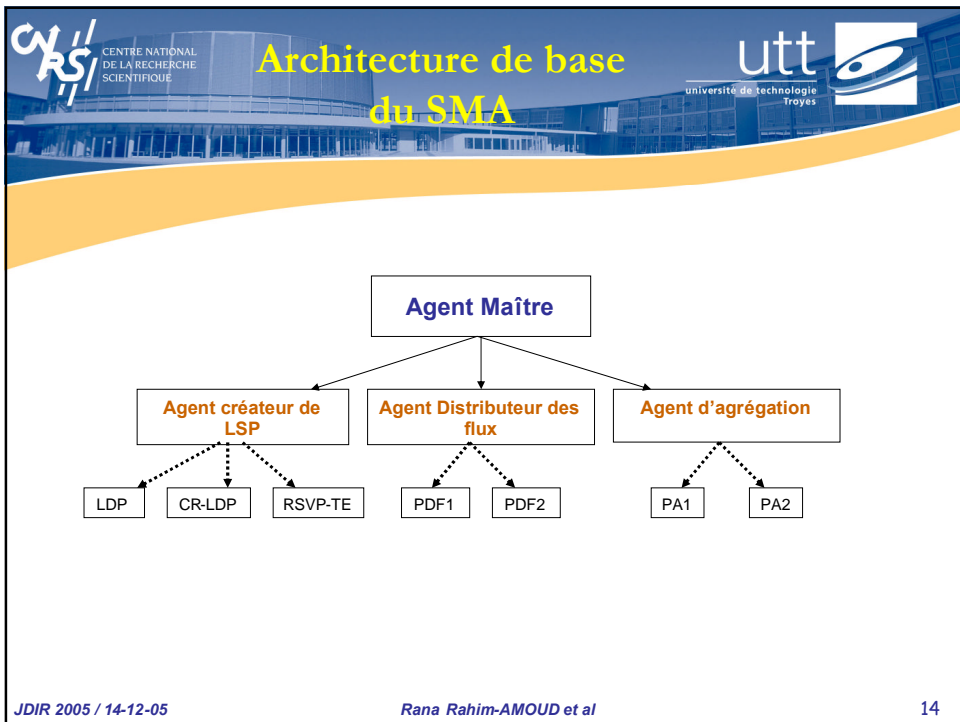 CNRS
CENTRE NATIONAL
DE LA RECHERCHE
SCIENTIFIQUE
Architecture de base
du SMA
utt
université de technologie
Troyes
Agent Maître
Agent créateur de
LSP
Agent Distributeur des
flux
Agent d’agrégation
LDP
CR-LDP
RSVP-TE
PDF1
PDF2
PA1
PA2
JDIR 2005 / 14-12-05
Rana Rahim-AMOUD et al
14